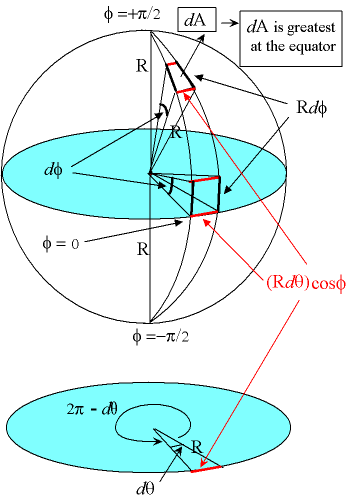 ϕ = +π/2
dA
dA is greatest
at the equator
R
R
Rdϕ
dϕ
ϕ = 0
R
(Rdθ)cosϕ
ϕ = −π/2
2π - dθ
R
dθ